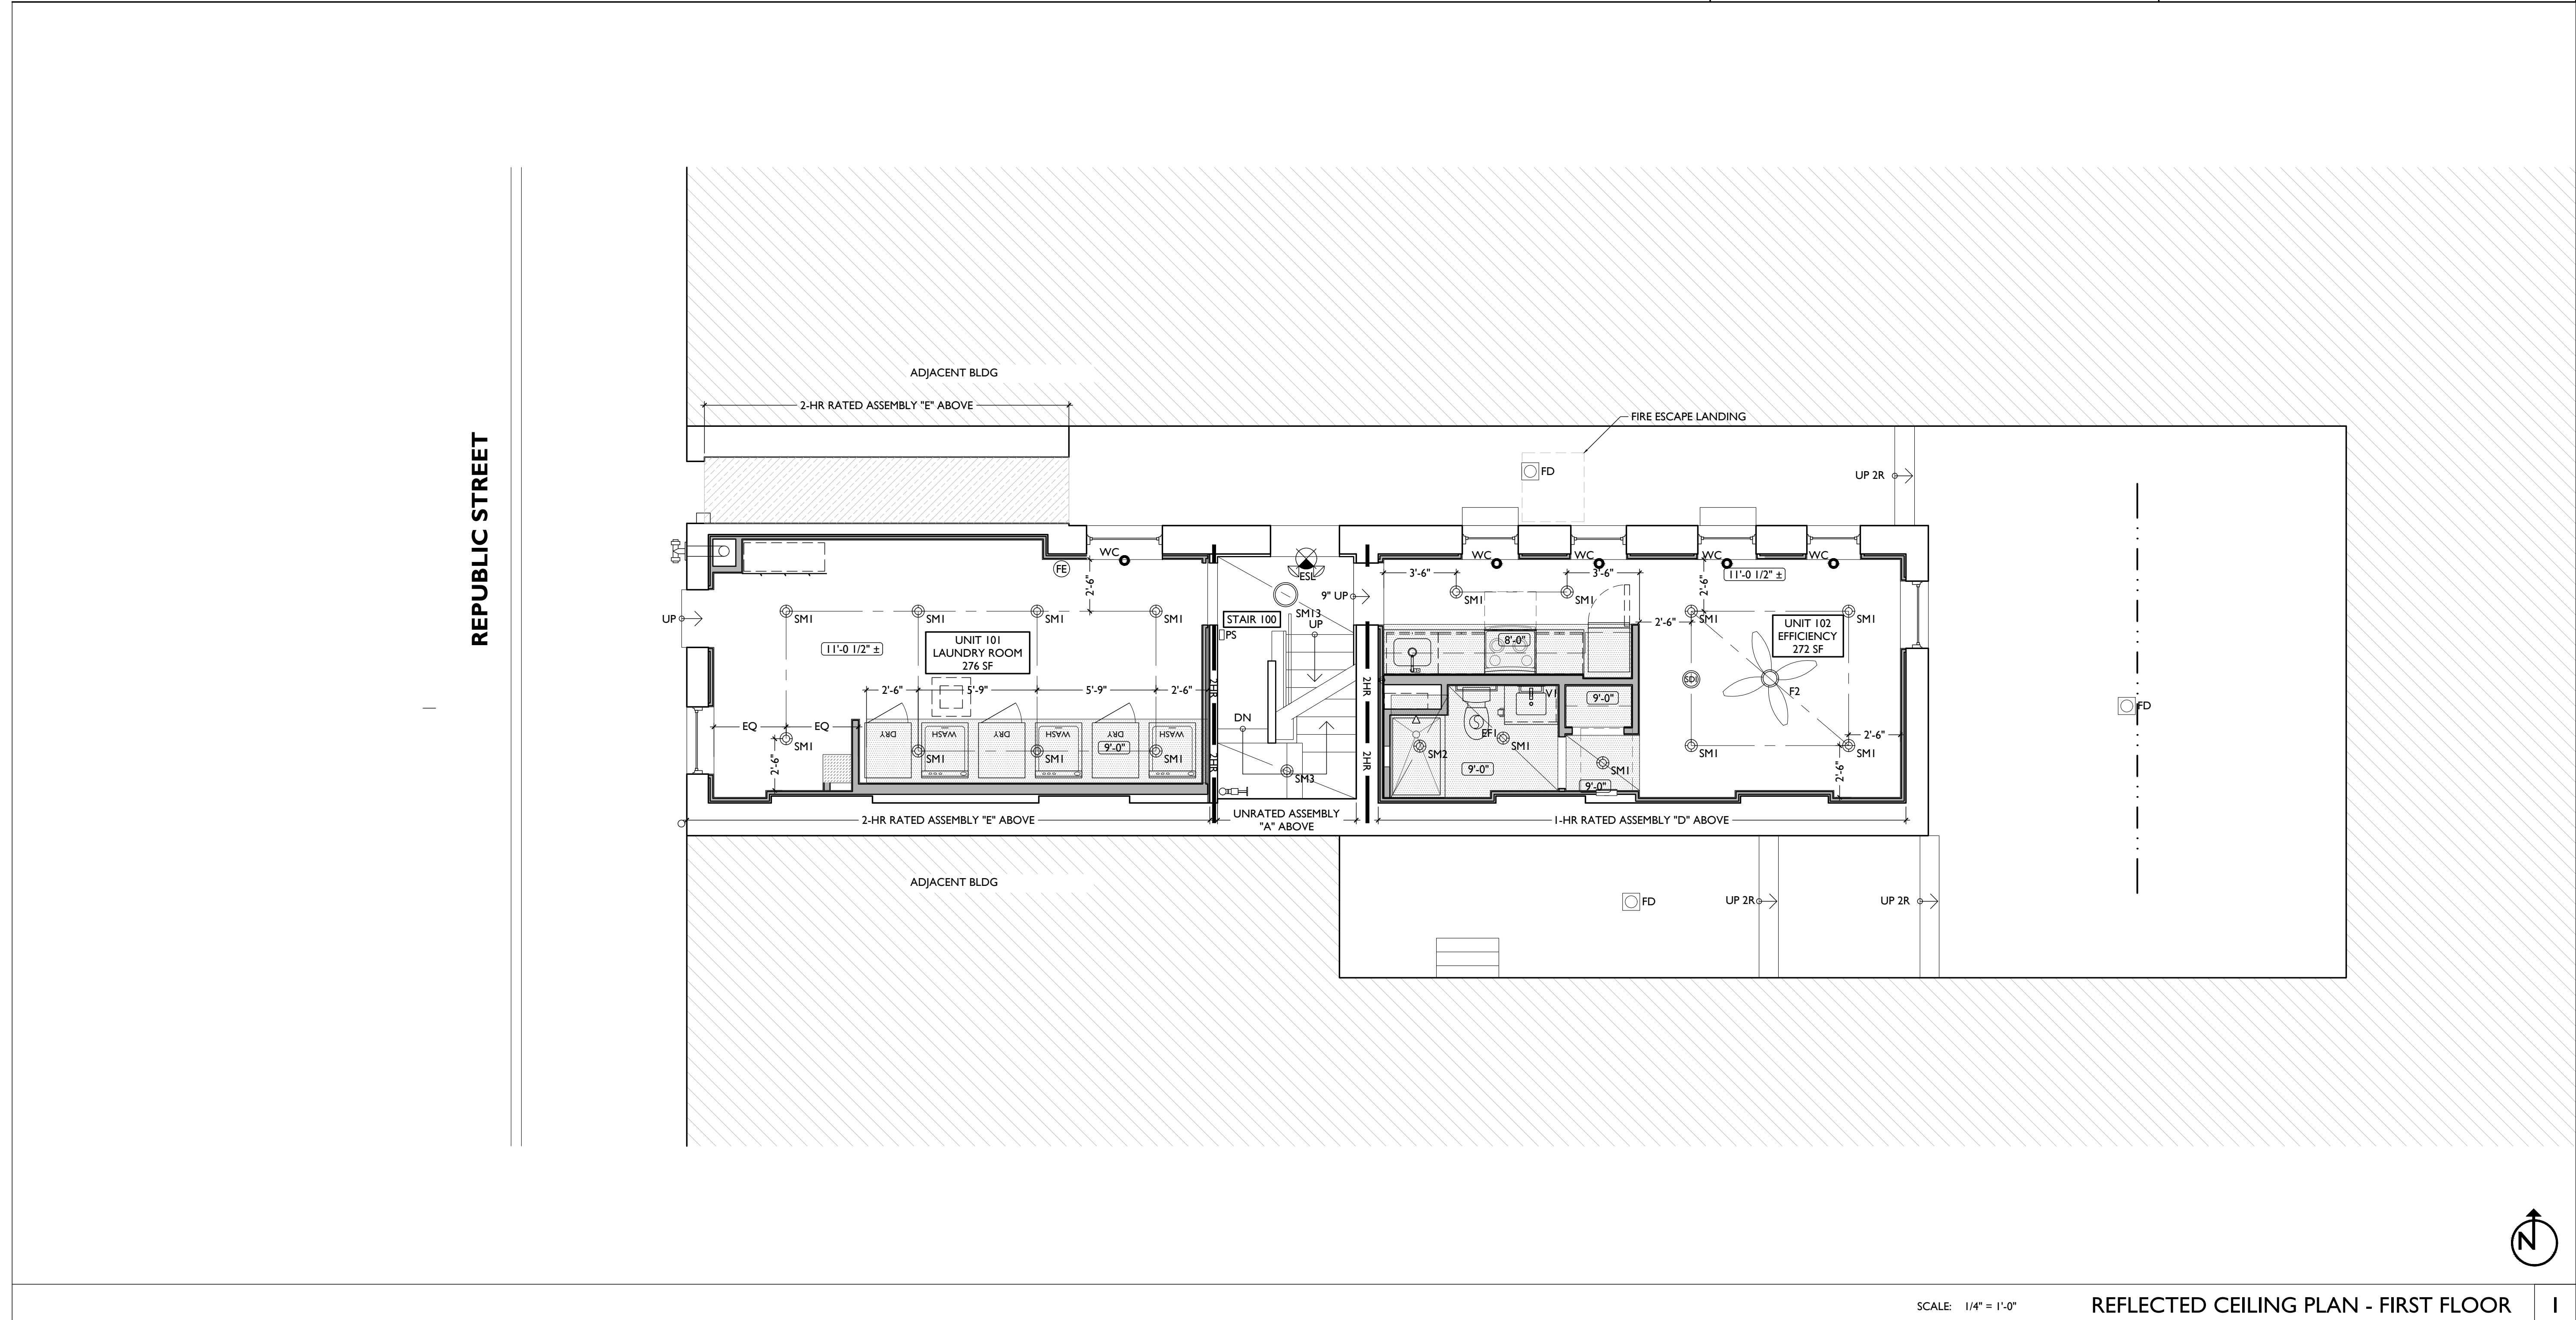 ADJACENT BLDG
2-HR RATED ASSEMBLY "E" ABOVE
FIRE ESCAPE LANDING
REPUBLIC STREET
FD
UP 2R
WC
WC
WC
WC
WC
FE
ESL
2'-6"
3'-6"
3'-6"
2'-6"
11'-0 1/2" ±
9" UP
UP
SM1
SM1
SM1
SM1
SM13
STAIR 100
UP
PS
SM1
SM1
2'-6"
SM1
SM1
UNIT 101
LAUNDRY ROOM
276 SF
11'-0 1/2" ±
8'-0"
UNIT 102
EFFICIENCY
272 SF
2'-6"
5'-9"
5'-9"
2'-6"
2HR
2HR
SD1
F2
V1
9'-0"
FD
EQ
EQ
DN
DRY
WASH
DRY
WASH
DRY
WASH
9'-0"
EF1
SM1
SM1
2'-6"
SM1
SM1
SM1
2HR
2HR
SM2
SM1
SM1
2'-6"
2'-6"
SM3
9'-0"
9'-0"
2-HR RATED ASSEMBLY "E" ABOVE
UNRATED ASSEMBLY
"A" ABOVE
1-HR RATED ASSEMBLY "D" ABOVE
ADJACENT BLDG
FD
UP 2R
UP 2R
N
SCALE: 1/4" = 1'-0"
REFLECTED CEILING PLAN - FIRST FLOOR
1